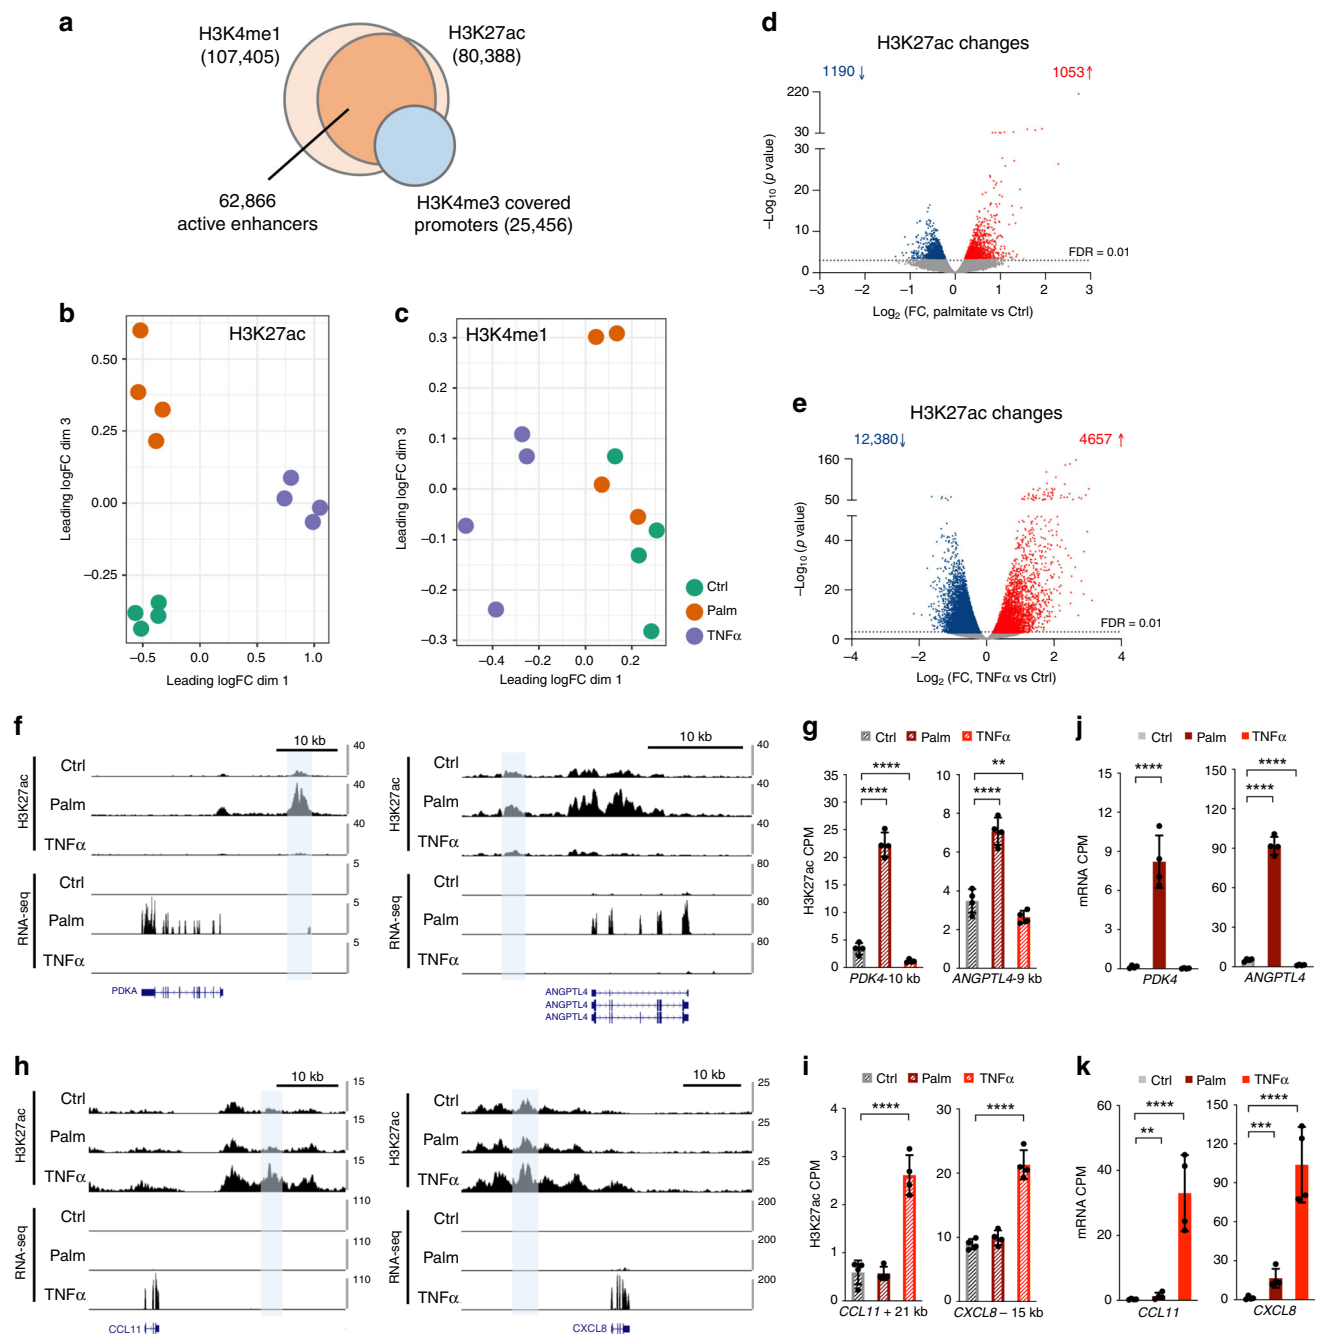 a
H3K4me1
(107,405)
H3K27ac
(80,388)
62,866
active enhancers
H3K4me3 covered
promoters (25,456)
b
H3K27ac
Leading logFC dim 3
0.50
0.25
0.00
−0.25
−0.5
0.0
0.5
1.0
Leading logFC dim 1
c
H3K4me1
Leading logFC dim 3
0.3
0.2
0.1
0.0
−0.1
−0.2
−0.3
−0.4
−0.2
0.0
0.2
Leading logFC dim 1
Ctrl
Palm
TNFα
d
H3K27ac changes
1190 ↓
1053 ↑
−Log10 (p value)
220
30
30
20
10
0
FDR = 0.01
−3
−2
−1
0
1
2
3
Log2 (FC, palmitate vs Ctrl)
e
H3K27ac changes
12,380 ↓
4657 ↑
−Log10 (p value)
160
50
40
20
0
FDR = 0.01
−4
−2
0
2
4
Log2 (FC, TNFα vs Ctrl)
f
10 kb
H3K27ac
Ctrl
40
Palm
40
TNFα
40
RNA-seq
Ctrl
5
Palm
5
TNFα
5
PDKA
10 kb
H3K27ac
Ctrl
40
Palm
40
TNFα
40
RNA-seq
Ctrl
80
Palm
80
TNFα
80
ANGPTL4
ANGPTL4
ANGPTL4
g
Ctrl
Palm
TNFα
H3K27ac CPM
35
30
25
20
15
10
5
0
****
****
PDK4-10 kb
10
8
6
4
2
0
**
****
ANGPTL4-9 kb
j
Ctrl
Palm
TNFα
mRNA CPM
15
12
9
6
3
0
****
PDK4
150
120
90
60
30
0
****
****
ANGPTL4
h
10 kb
H3K27ac
Ctrl
15
Palm
15
TNFα
15
RNA-seq
Ctrl
110
Palm
110
TNFα
110
CCL11
10 kb
H3K27ac
Ctrl
25
Palm
25
TNFα
25
RNA-seq
Ctrl
200
Palm
200
TNFα
200
CXCL8
i
Ctrl
Palm
TNFα
H3K27ac CPM
4
3
2
1
0
****
CCL11 + 21 kb
30
20
10
0
****
CXCL8 – 15 kb
k
Ctrl
Palm
TNFα
mRNA CPM
60
40
20
0
****
**
CCL11
150
120
90
60
30
0
****
***
CXCL8